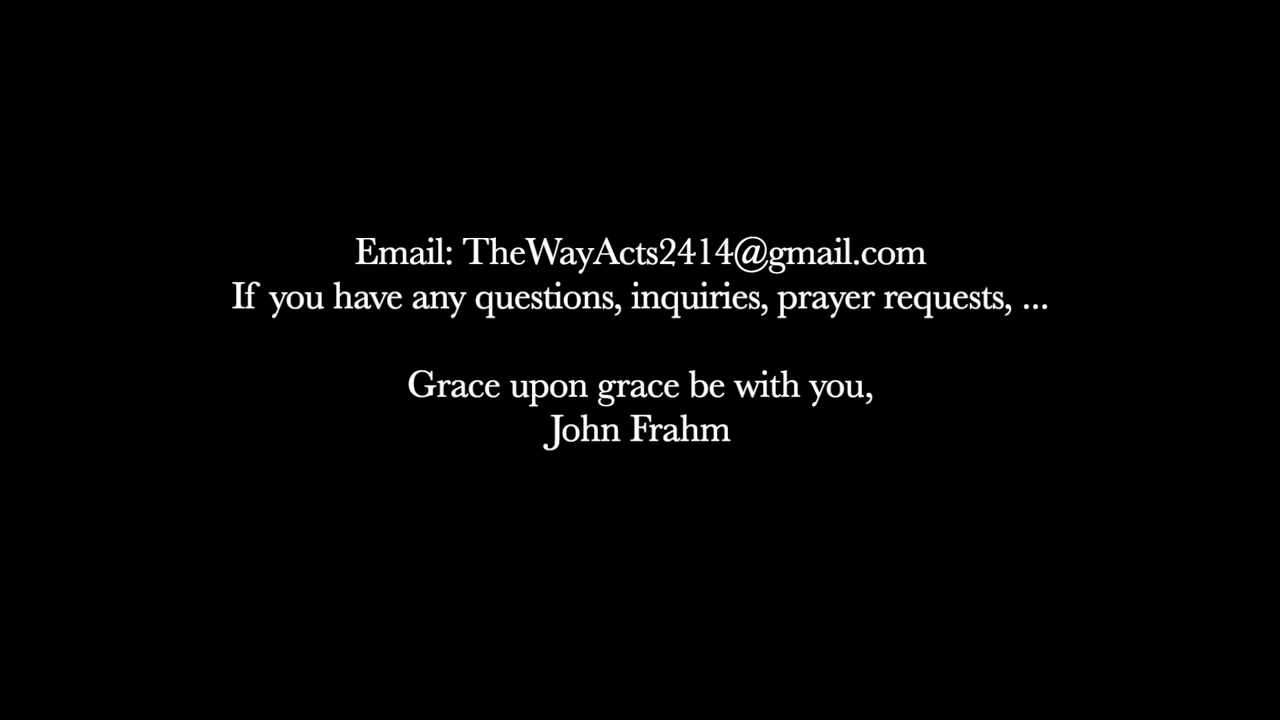 Email: TheWayActs2414@gmail.com
If you have any questions, inquiries, prayer requests, ...
Grace upon grace be with you,
John Frahm